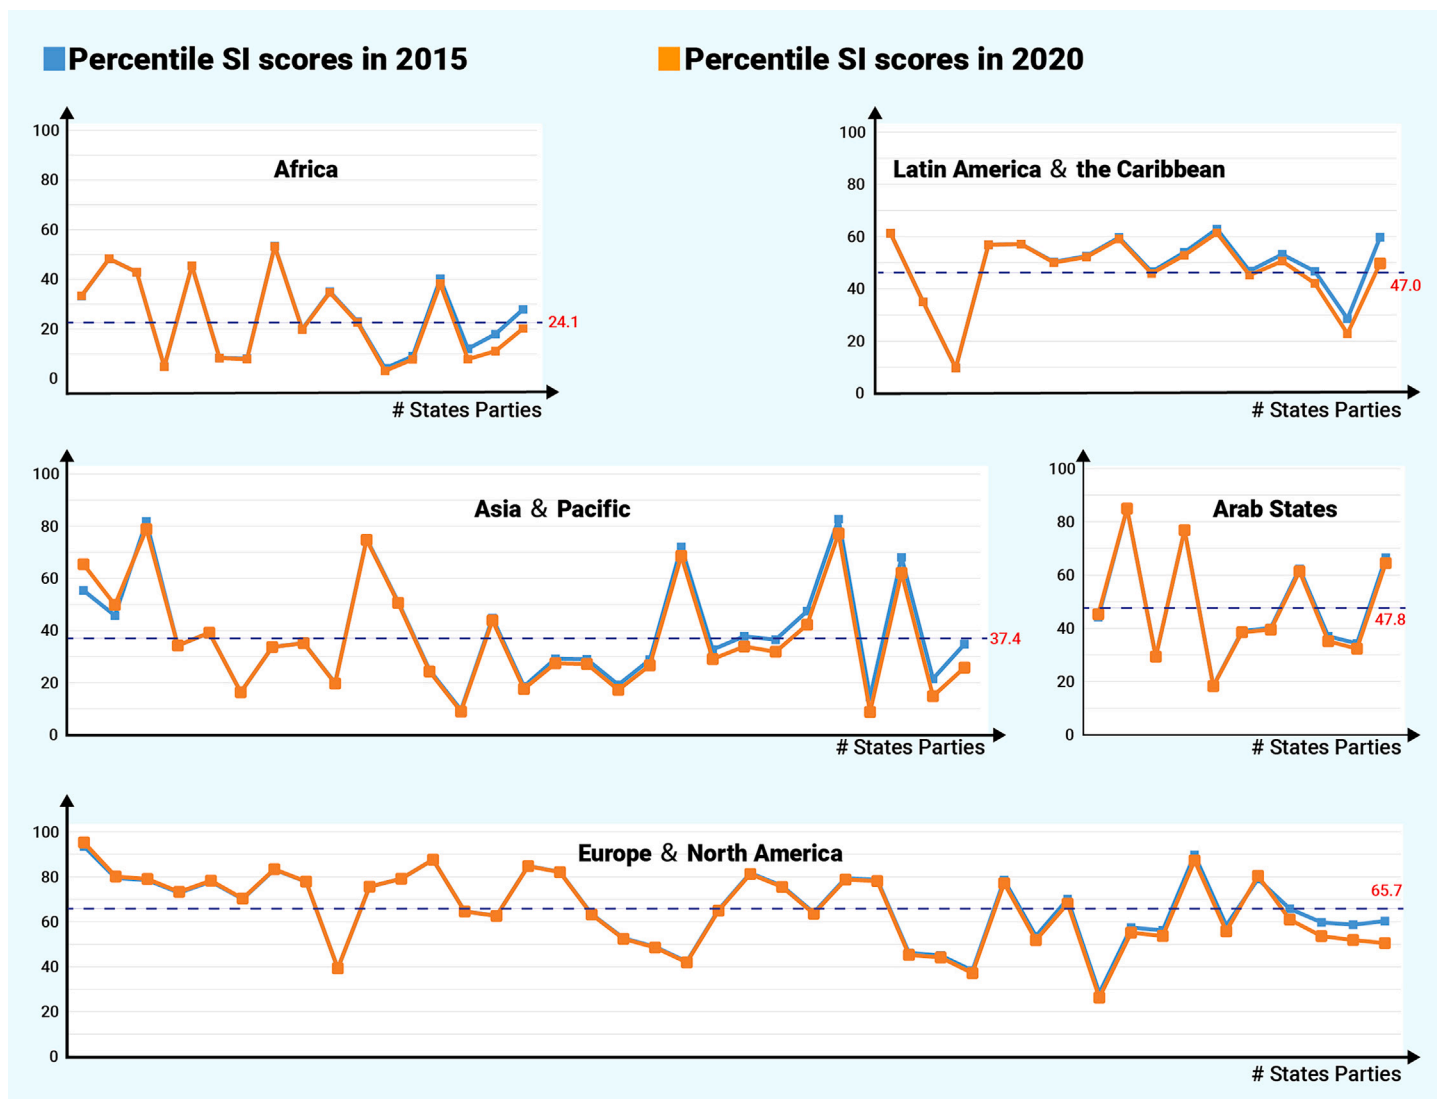 Percentile SI scores in 2015
Percentile SI scores in 2020
Africa
100
80
60
40
20
0
24.1
# States Parties
Latin America & the Caribbean
100
80
60
40
20
0
47.0
# States Parties
Asia & Pacific
100
80
60
40
20
0
37.4
# States Parties
Arab States
100
80
60
40
20
0
47.8
# States Parties
Europe & North America
100
80
60
40
20
0
65.7
# States Parties